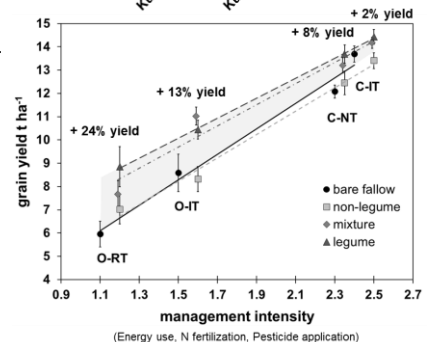 + 2% yield
+ 8% yield
+ 13% yield
+ 24% yield
15
14
13
12
11
10
9
8
7
6
5
4
grain yield t ha⁻¹
C-IT
C-NT
O-IT
O-RT
bare fallow
non-legume
mixture
legume
0.9 1.1 1.3 1.5 1.7 1.9 2.1 2.3 2.5 2.7
management intensity
(Energy use, N fertilization, Pesticide application)